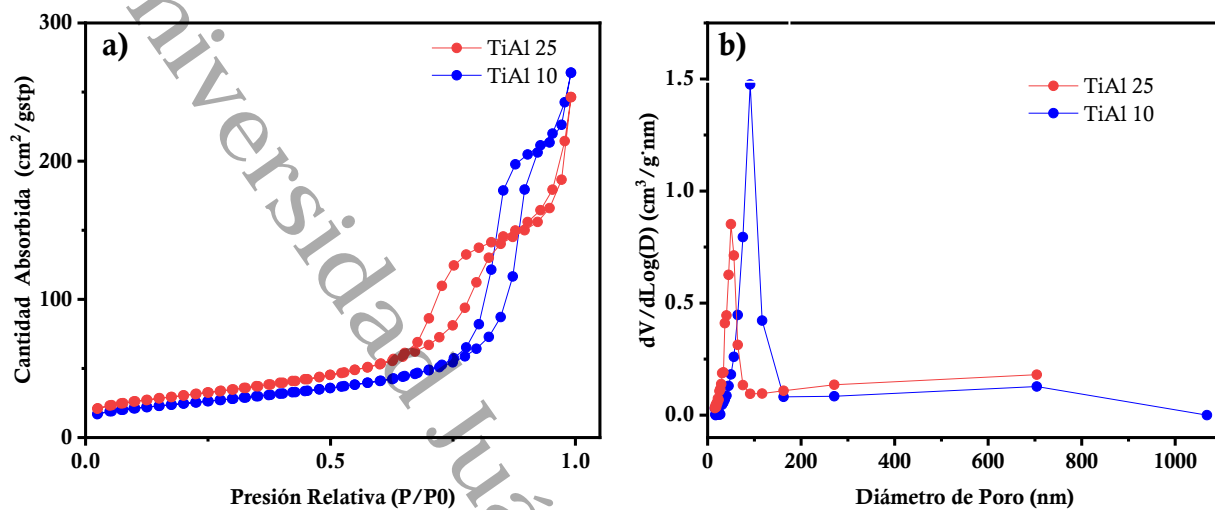 a)
TiAl 25
TiAl 10
300
200
100
0
0.0
0.5
1.0
Cantidad Absorbida (cm²/gstp)
Presión Relativa (P/P0)
b)
TiAl 25
TiAl 10
1.5
1.0
0.5
0.0
0
200
400
600
800
1000
dV/dLog(D) (cm³/g·nm)
Diámetro de Poro (nm)
niversidad Juá